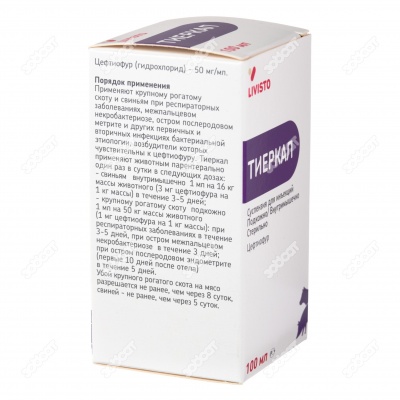 100 мл
Цефтиофур (гидрохлорид) – 50 мг/мл.
Порядок применения
Применяют крупному рогатому
скоту и свиньям при респираторных
заболеваниях, межпальцевом
некробактериозе, остром послеродовом
метрите и других первичных и
вторичных инфекциях бактериальной
этиологии, возбудители которых
чувствительны к цефтиофуру. Тиеркал
применяют животным парентерально
один раз в сутки в следующих дозах:
- свиньям внутримышечно 1 мл на 16 кг
массы животного (3 мг цефтиофура на
1 кг массы) в течение 3–5 дней;
- крупному рогатому скоту подкожно
1 мл на 50 кг массы животного
(1 мг цефтиофура на 1 кг массы): при
респираторных заболеваниях в течение
3–5 дней, при остром межпальцевом
некробактериозе в течение 3 дней;
при остром послеродовом эндометрите
(первые 10 дней после отела)
в течение 5 дней.
Убой крупного рогатого скота на мясо
разрешается не ранее, чем через 8 суток,
свиней – не ранее, чем через 5 суток.
LIVISTO
ТИЕРКАЛ
Суспензия для инъекций
Подкожно/Внутримышечно
Стерильно
Цефтиофур
100 мл